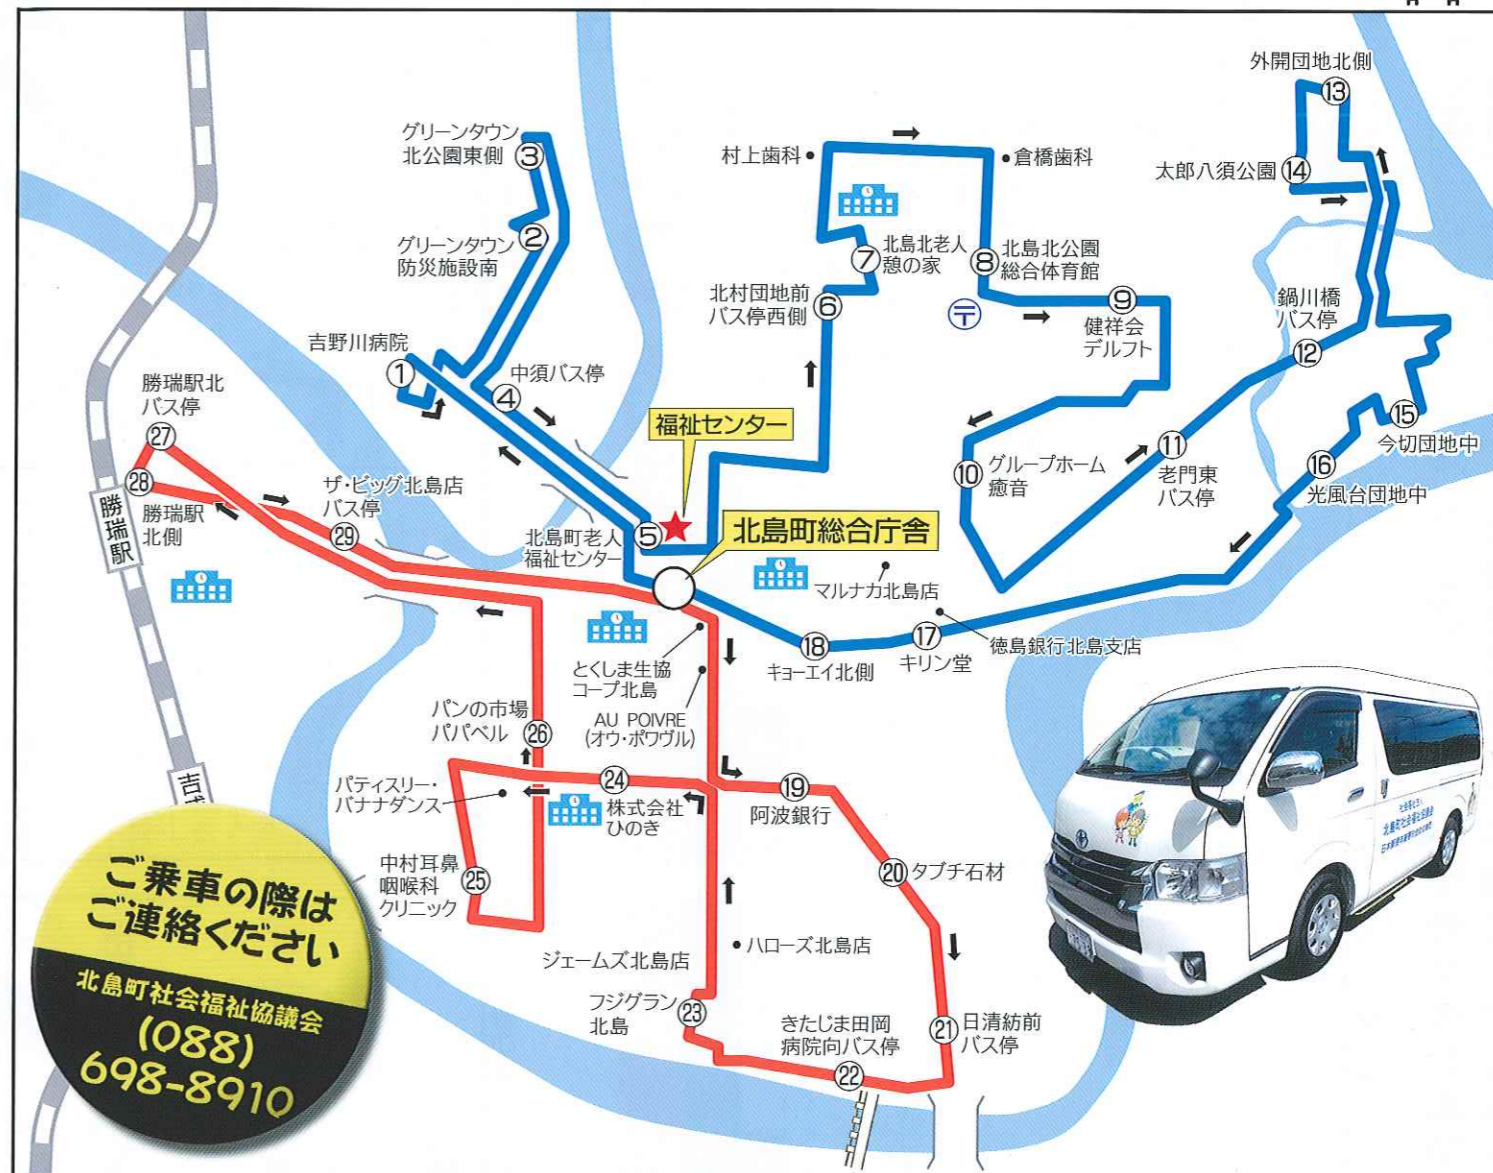 外開団地北側
⑬
グリーンタウン
北公園東側
③
村上歯科
倉橋歯科
太郎八須公園
⑭
グリーンタウン
防災施設南
②
⑦
北島北老人
憩の家
⑧
北島北公園
総合体育館
北村団地前
バス停西側
⑥
〒
⑨
健祥会
デルフト
鍋川橋
バス停
⑫
吉野川病院
①
中須バス停
④
勝瑞駅北
バス停
㉗
福祉センター
⑩
グループホーム
癒音
⑪
老門東
バス停
⑮
今切団地中
⑯
光風台団地中
㉘
勝瑞駅
勝瑞駅
北側
ザ・ビッグ北島店
バス停
㉙
北島町老人
福祉センター
⑤
北島町総合庁舎
マルナカ北島店
⑱
キョーエイ北側
⑰
キリン堂
徳島銀行北島支店
とくしま生協
コープ北島
AU POIVRE
(オウ・ポワヴル)
パンの市場
パパベル
㉖
パティスリー・
バナナダンス
㉔
株式会社
ひのき
⑲
阿波銀行
中村耳鼻
咽喉科
クリニック
㉕
⑳
タブチ石材
ハローズ北島店
ジェームズ北島店
フジグラン
北島
㉓
きたじま田岡
病院向バス停
㉒
㉑
日清紡前
バス停
吉
ご乗車の際は
ご連絡ください
北島町社会福祉協議会
(088)
698-8910
北島町社会福祉協議会